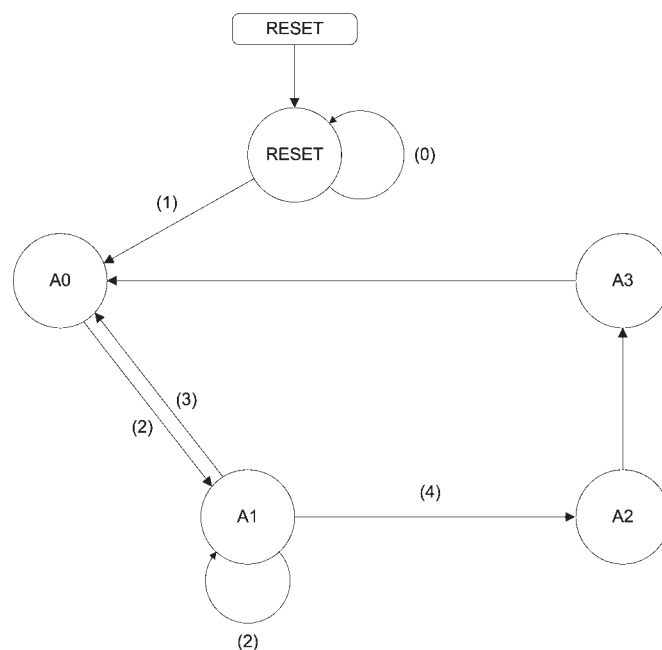 RESET
RESET
(0)
(1)
A0
A3
(3)
(2)
A1
(4)
A2
(2)